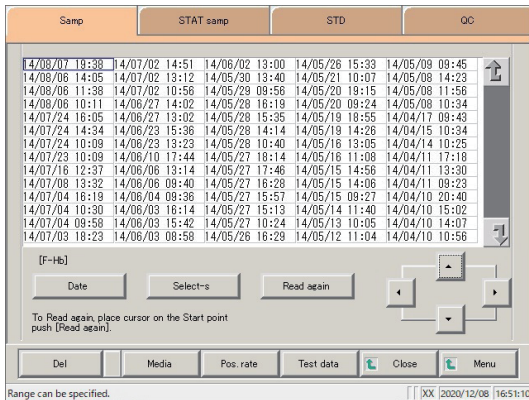 Samp STAT samp STD QC
14/08/07 19:38 14/07/02 14:51 14/06/02 13:00 14/05/26 15:33 14/05/09 09:45
14/08/06 14:05 14/07/02 13:12 14/05/30 13:40 14/05/21 10:07 14/05/08 14:23
14/08/06 11:38 14/07/02 10:56 14/05/29 09:56 14/05/20 19:15 14/05/08 11:56
14/08/06 10:11 14/06/27 14:02 14/05/28 16:19 14/05/20 09:24 14/05/08 10:34
14/07/24 16:05 14/06/27 13:02 14/05/28 15:35 14/05/19 18:55 14/04/17 09:43
14/07/24 14:34 14/06/23 15:36 14/05/28 14:14 14/05/19 14:26 14/04/15 10:34
14/07/24 10:09 14/06/23 13:23 14/05/28 10:40 14/05/16 13:05 14/04/14 10:25
14/07/23 10:09 14/06/10 17:44 14/05/27 18:14 14/05/16 11:08 14/04/11 17:18
14/07/16 12:37 14/06/06 13:14 14/05/27 17:46 14/05/15 14:56 14/04/11 13:30
14/07/08 13:32 14/06/06 09:40 14/05/27 16:28 14/05/15 14:06 14/04/11 09:23
14/07/04 16:19 14/06/04 09:36 14/05/27 15:57 14/05/15 09:27 14/04/10 20:40
14/07/04 10:30 14/06/03 16:14 14/05/27 15:13 14/05/14 11:40 14/04/10 15:02
14/07/04 09:58 14/06/03 15:42 14/05/27 10:24 14/05/13 10:05 14/04/10 14:07
14/07/03 18:23 14/06/03 08:58 14/05/26 16:29 14/05/12 11:04 14/04/10 10:56
[F-Hb]
Date Select-s Read again
To Read again, place cursor on the Start point
push [Read again].
Del Media Pos. rate Test data Close Menu
Range can be specified. XX 2020/12/08 16:51:10